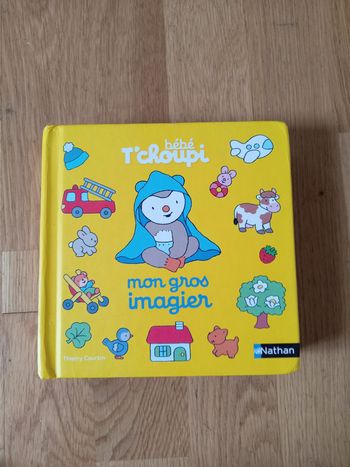 bébé
T'choupi
mon gros
imagier
Thierry Courtin
Nathan